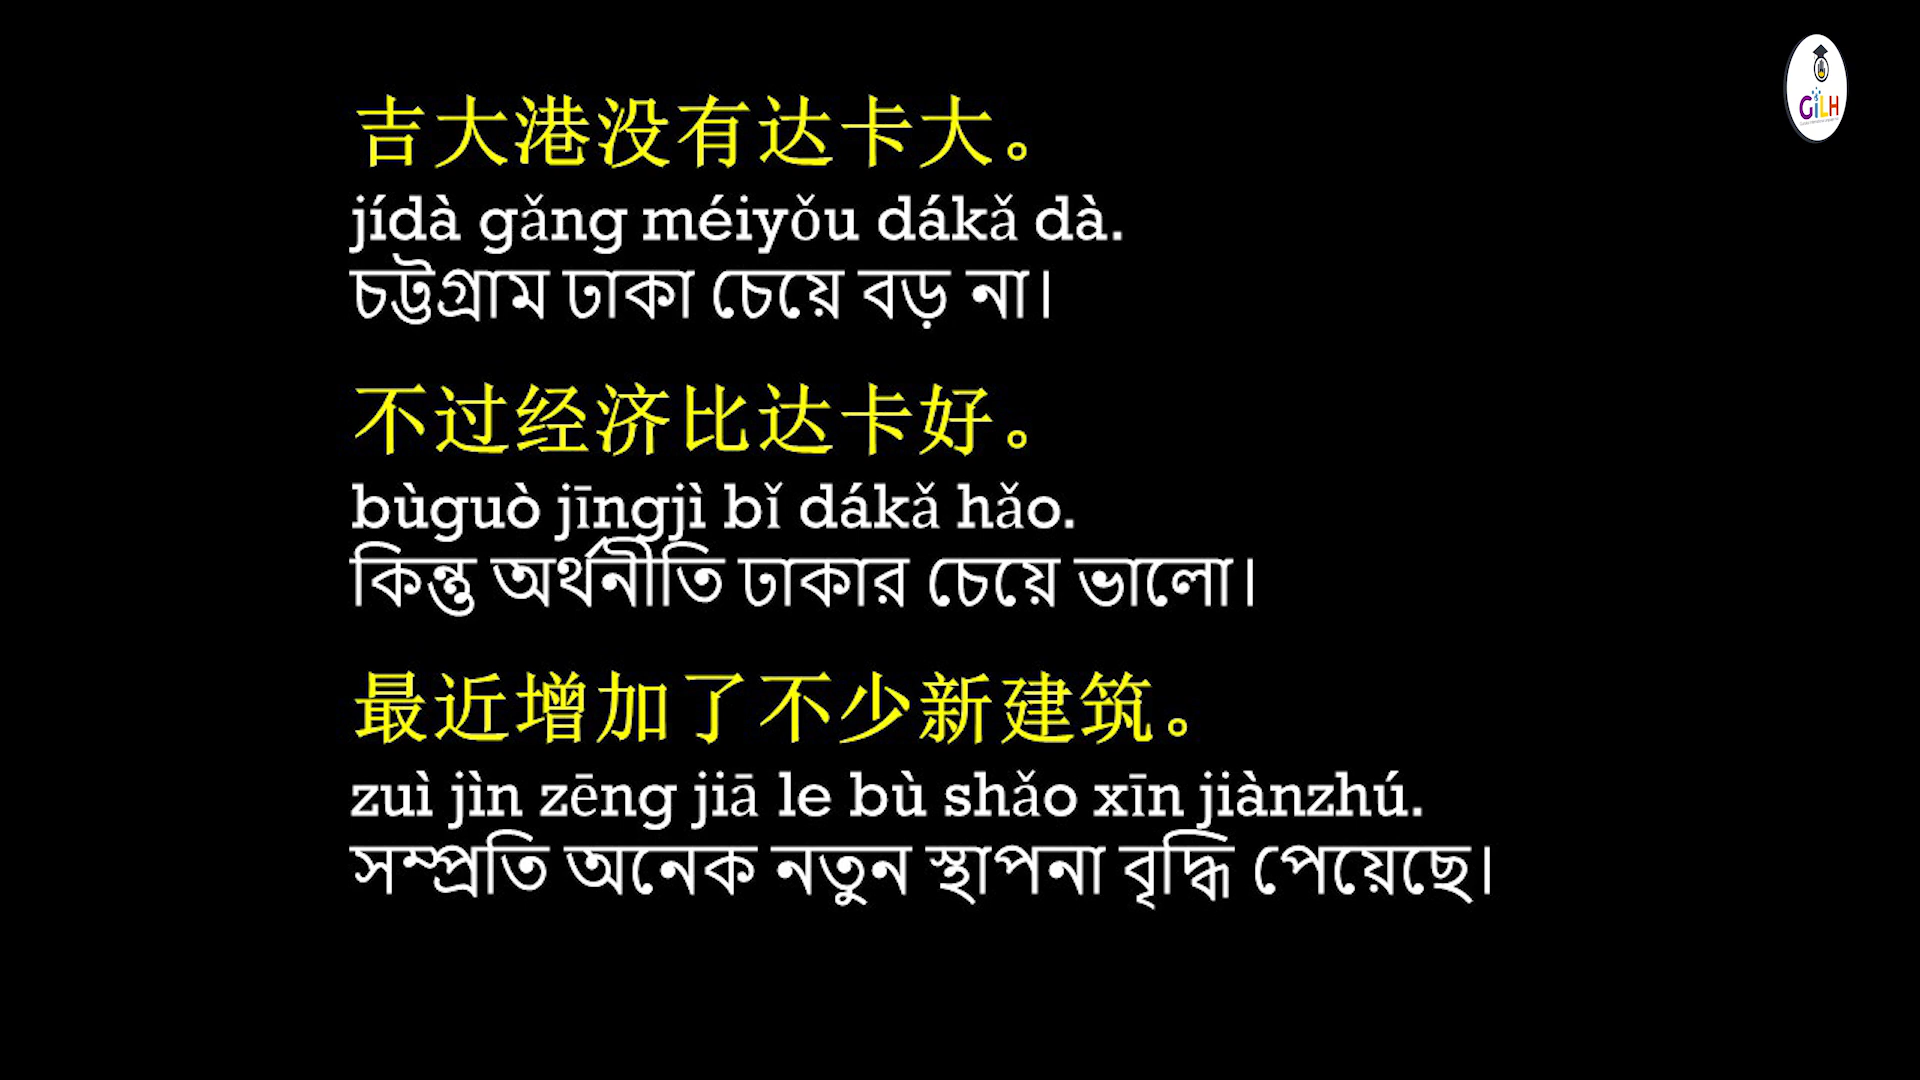 GiLH
吉大港没有达卡大。
jídà gǎng méiyǒu dákǎ dà.
চট্টগ্রাম ঢাকা চেয়ে বড় না।
不过经济比达卡好。
bùguò jīngjì bǐ dákǎ hǎo.
কিন্তু অর্থনীতি ঢাকার চেয়ে ভালো।
最近增加了不少新建筑。
zuì jìn zēng jiā le bù shǎo xīn jiànzhú.
সম্প্রতি অনেক নতুন স্থাপনা বৃদ্ধি পেয়েছে।